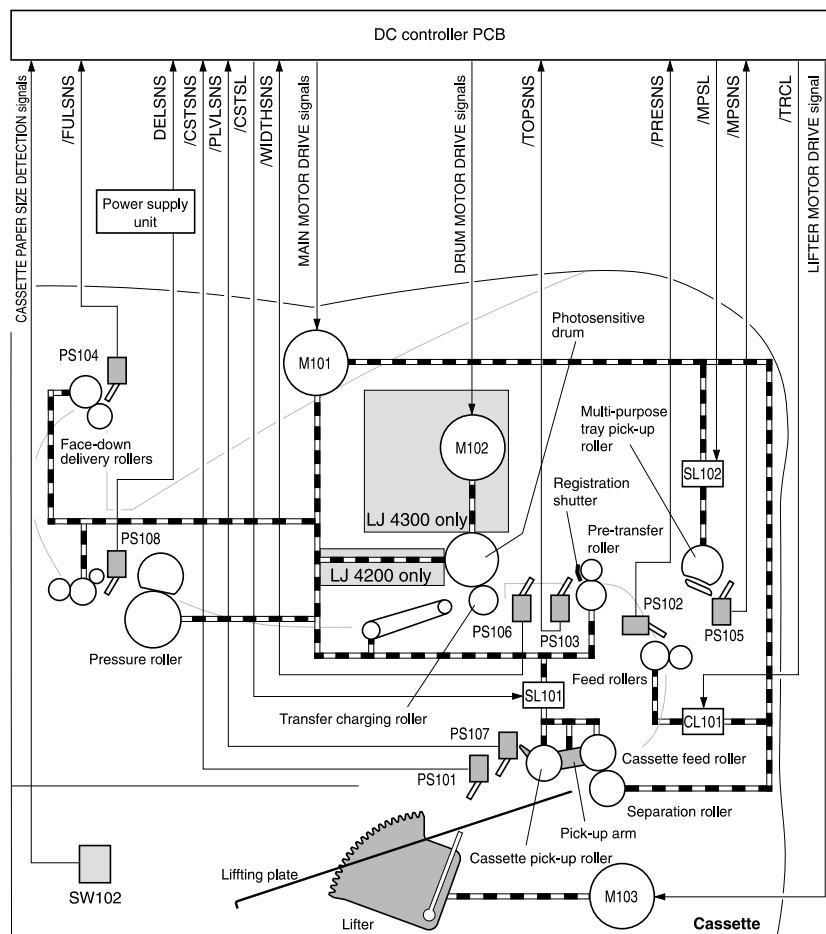 DC controller PCB
CASSETTE PAPER SIZE DETECTION signals
/FULSNS
DELSNS
/CSTSNS
/PLVLSNS
/CSTSL
/WIDTHSNS
MAIN MOTOR DRIVE signals
DRUM MOTOR DRIVE signals
/TOPSNS
/PRESNS
/MPSL
/MPSNS
/TRCL
LIFTER MOTOR DRIVE signal
Power supply
unit
Photosensitive
drum
PS104
M101
Face-down
delivery rollers
M102
Multi-purpose
tray pick-up
roller
SL102
Registration
shutter
LJ 4300 only
Pre-transfer
roller
PS108
LJ 4200 only
PS102
PS106
PS103
PS105
Pressure roller
Feed rollers
SL101
Transfer charging roller
CL101
PS107
Cassette feed roller
PS101
Separation roller
Pick-up arm
Cassette pick-up roller
Liffting plate
SW102
M103
Lifter
Cassette